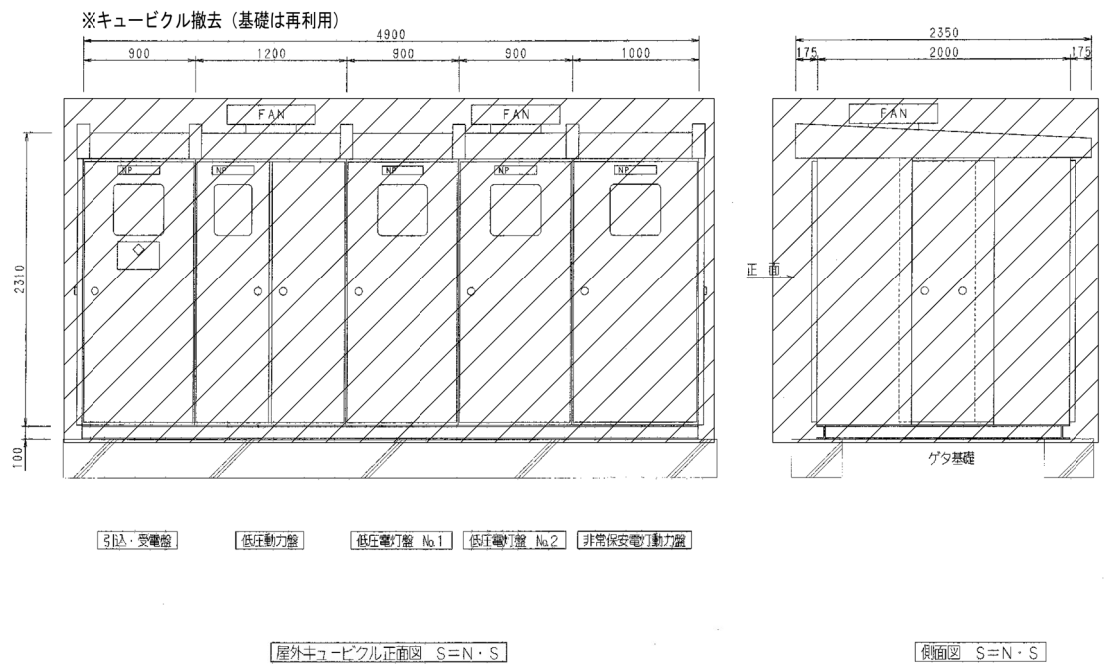 ※キュービクル撤去（基礎は再利用）
4900
900 1200 900 900 1000
2350
175 2000 175
FAN FAN
FAN
NP NP NP NP NP
2310
正 面
100
ゲタ基礎
引込・受電盤 低圧動力盤 低圧電灯盤 No.1 低圧電灯盤 No.2 非常保安電灯動力盤
屋外キュービクル正面図 S=N・S
側面図 S=N・S